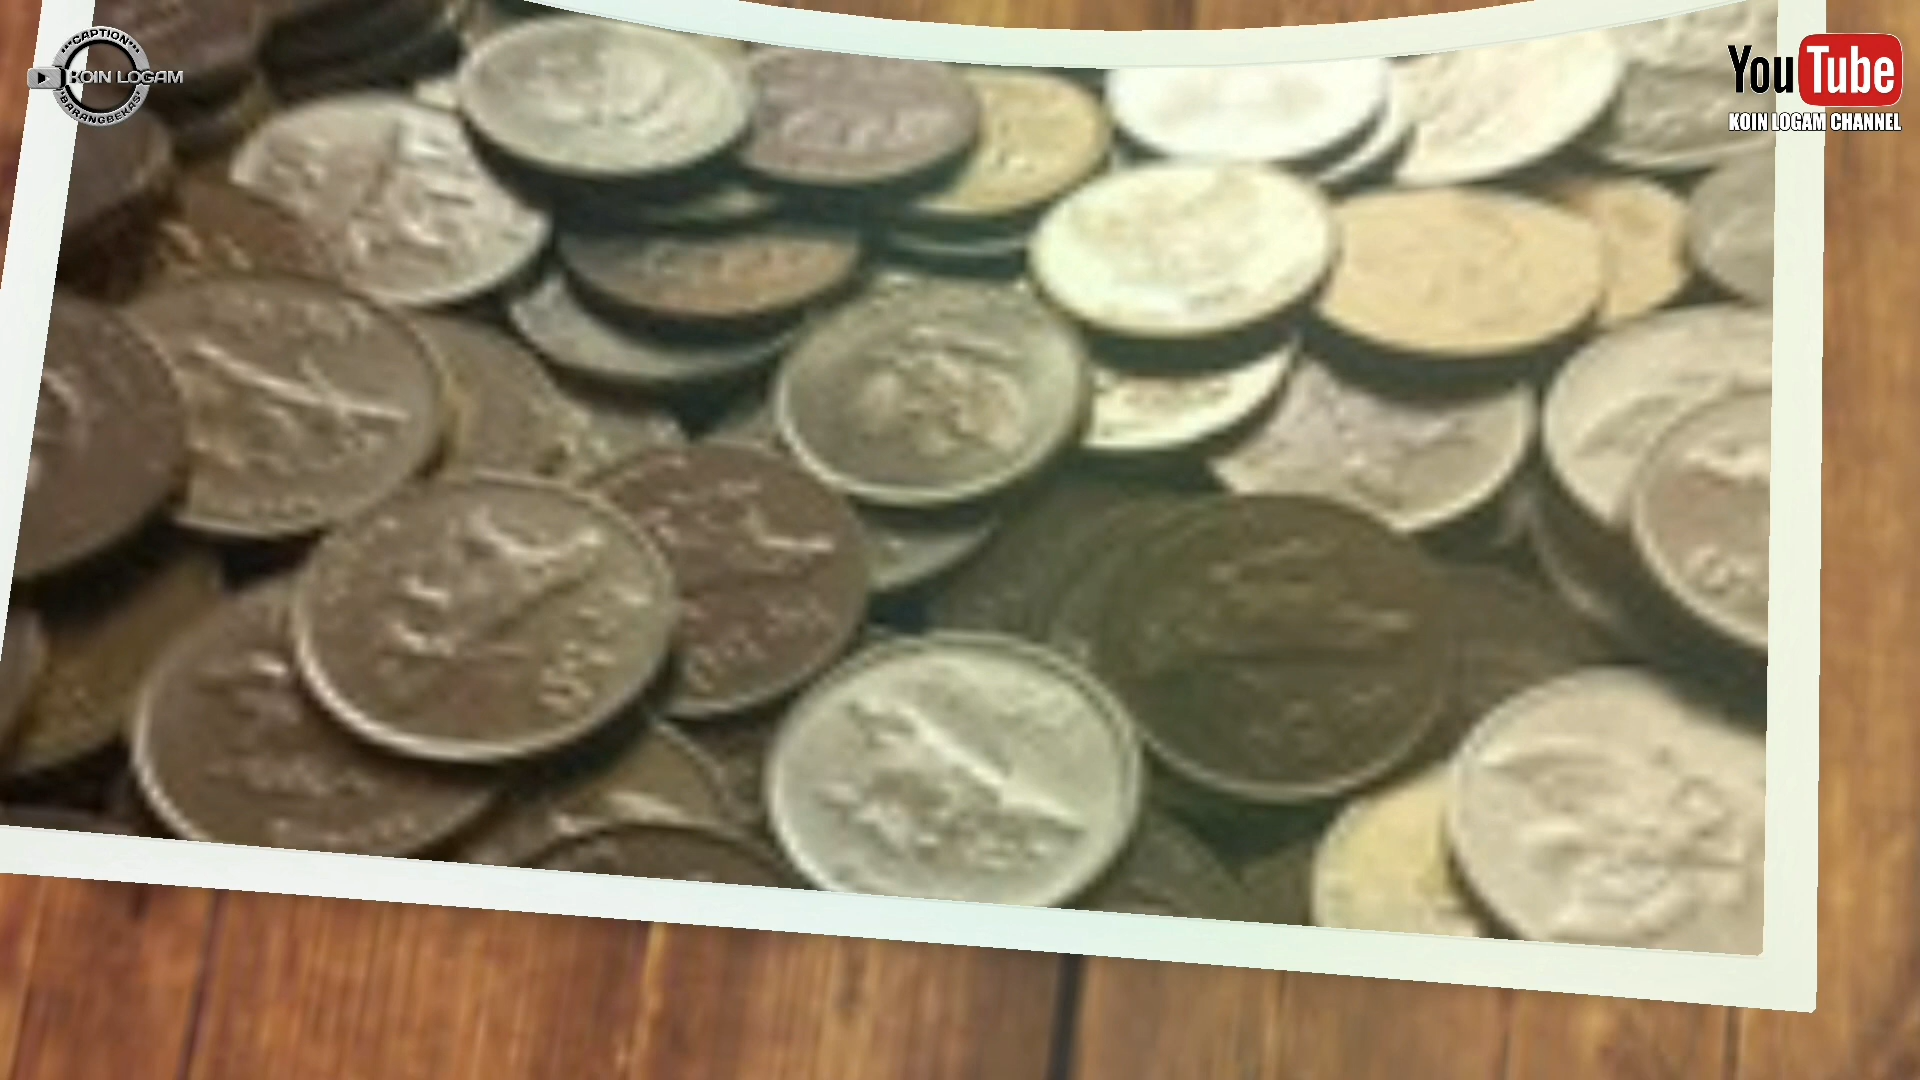 CAPTION
KOIN LOGAM
BARANGBEKAS
YouTube
KOIN LOGAM CHANNEL